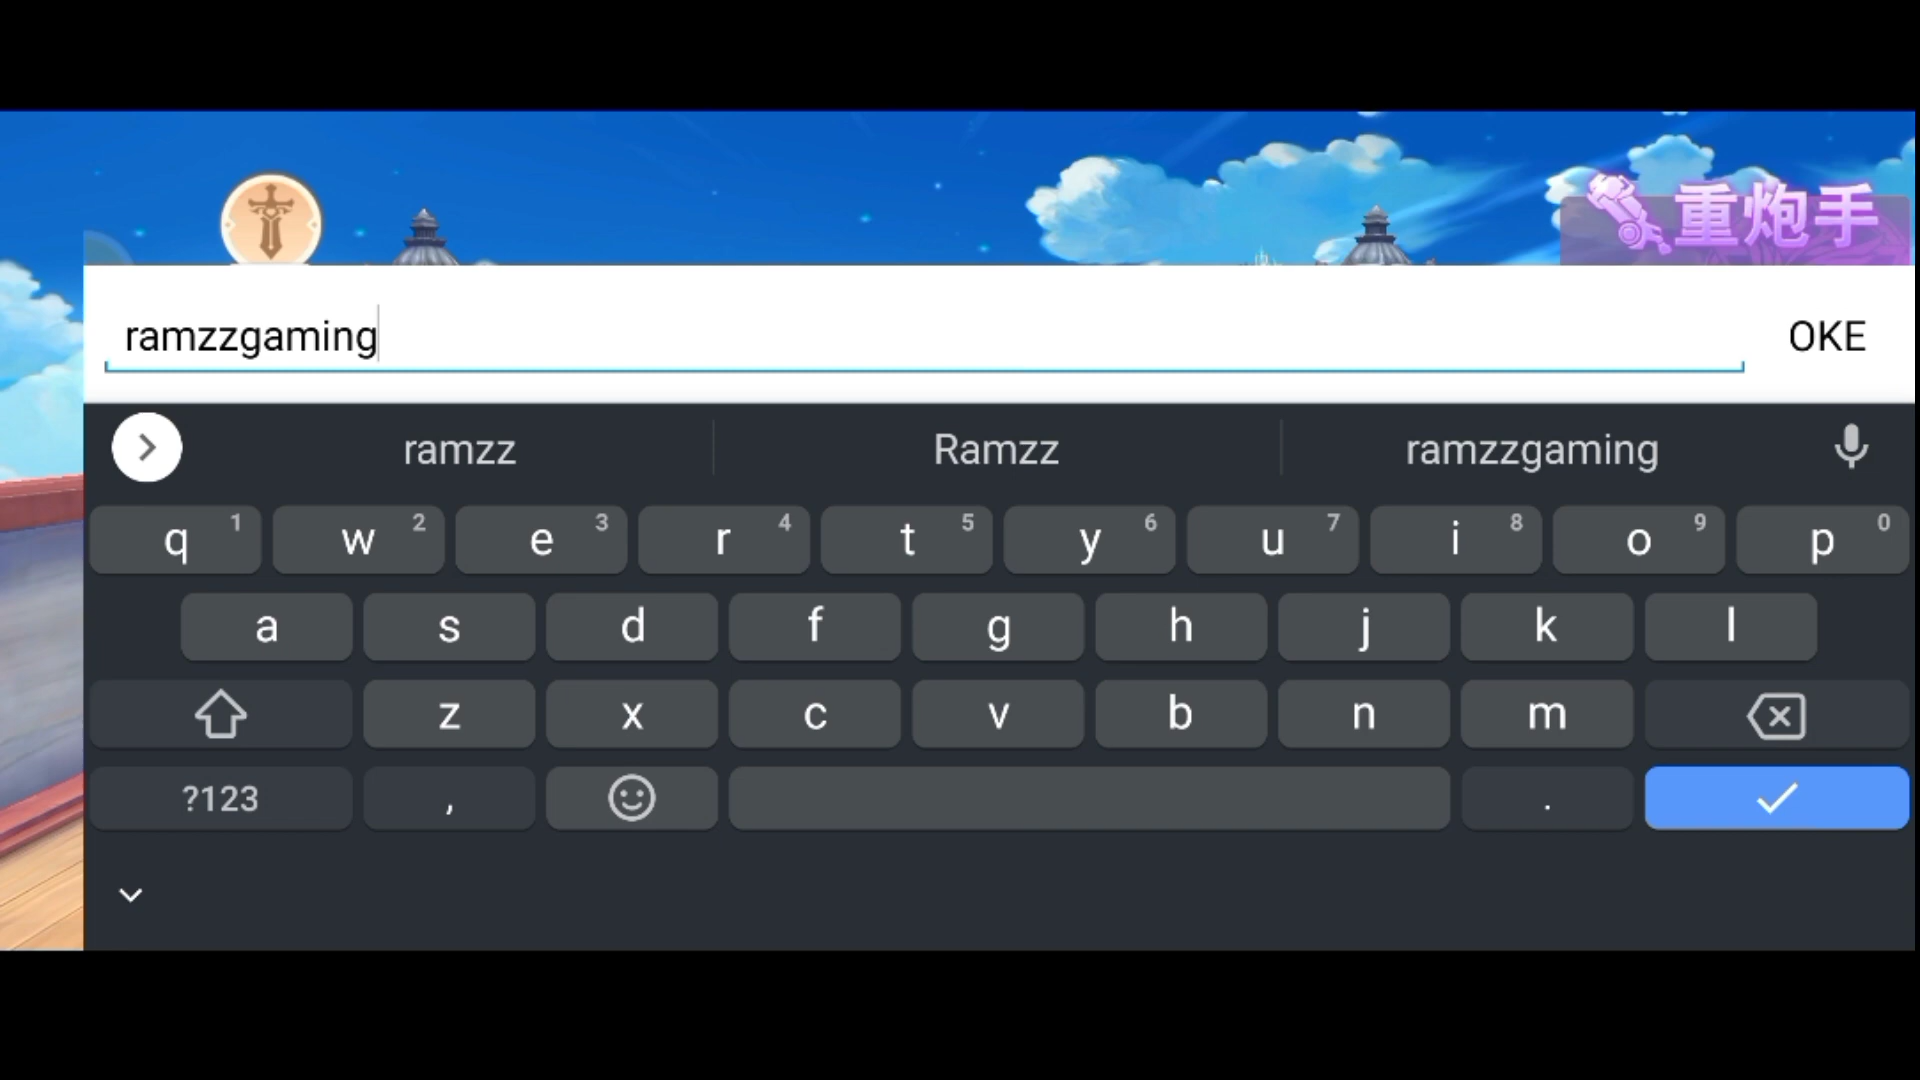 重炮手
ramzzgaming OKE
ramzz Ramzz ramzzgaming
q 1 w 2 e 3 r 4 t 5 y 6 u 7 i 8 o 9 p 0
a s d f g h j k l
z x c v b n m
?123 , .